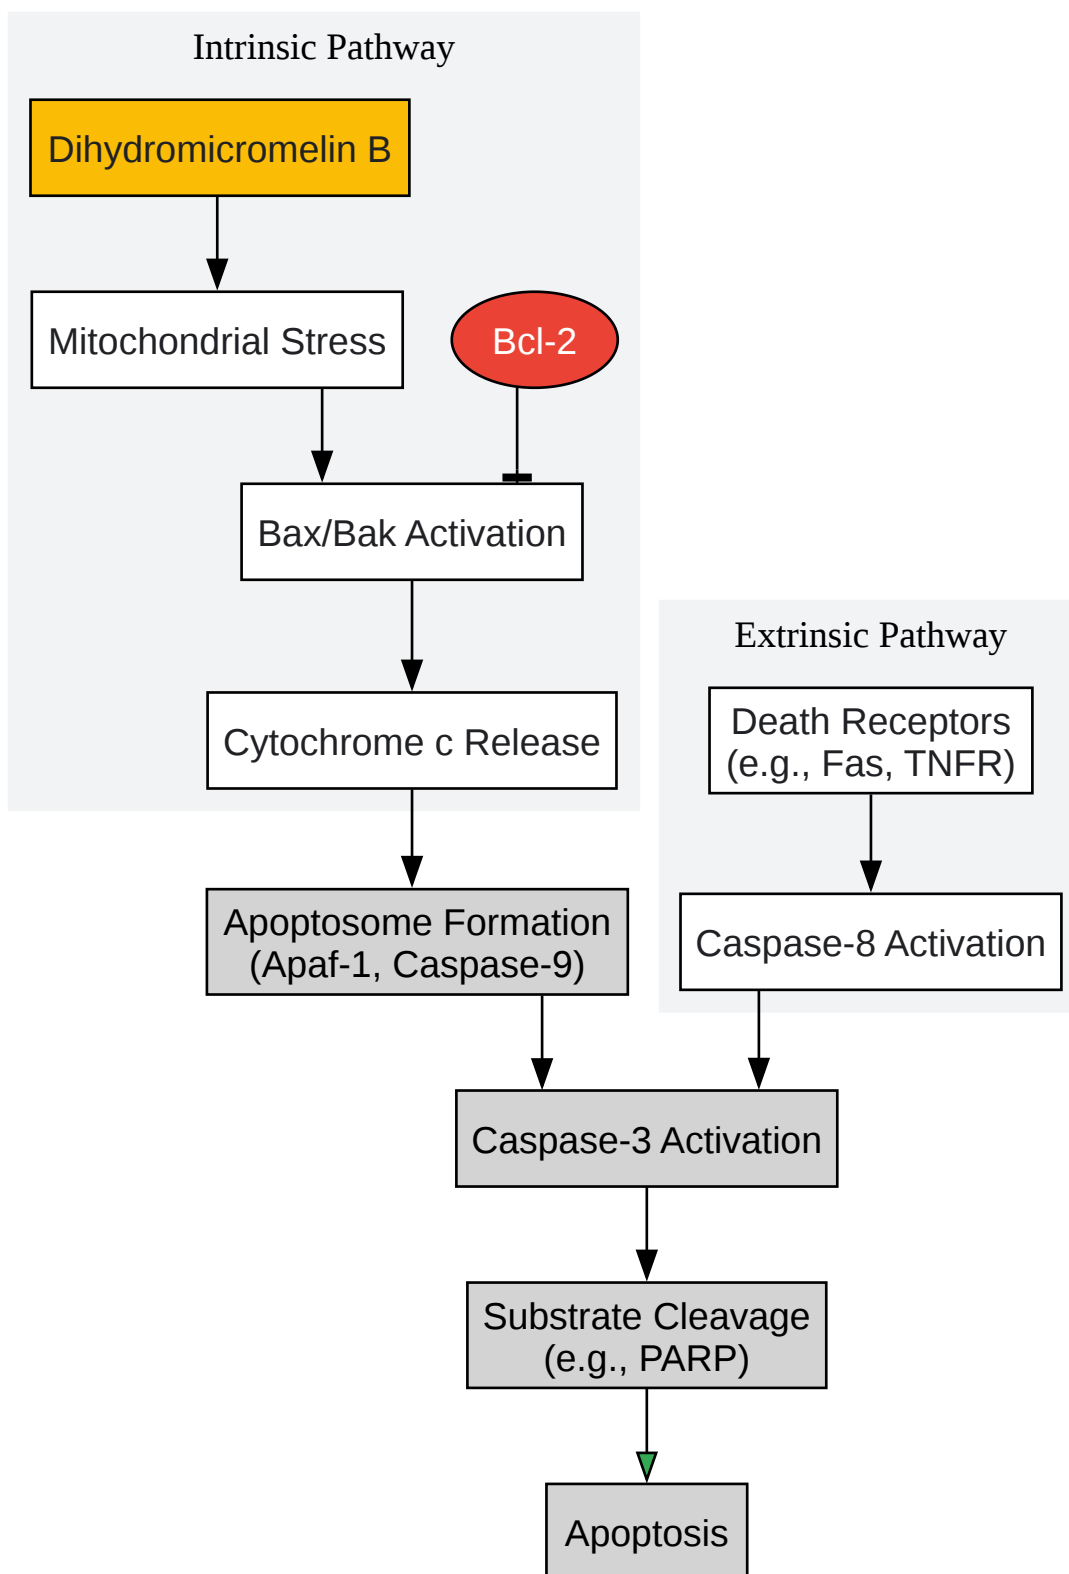 Intrinsic Pathway
Dihydromicromelin B
Mitochondrial Stress
Bcl-2
Bax/Bak Activation
Cytochrome c Release
Extrinsic Pathway
Death Receptors
(e.g., Fas, TNFR)
Caspase-8 Activation
Apoptosome Formation
(Apaf-1, Caspase-9)
Caspase-3 Activation
Substrate Cleavage
(e.g., PARP)
Apoptosis